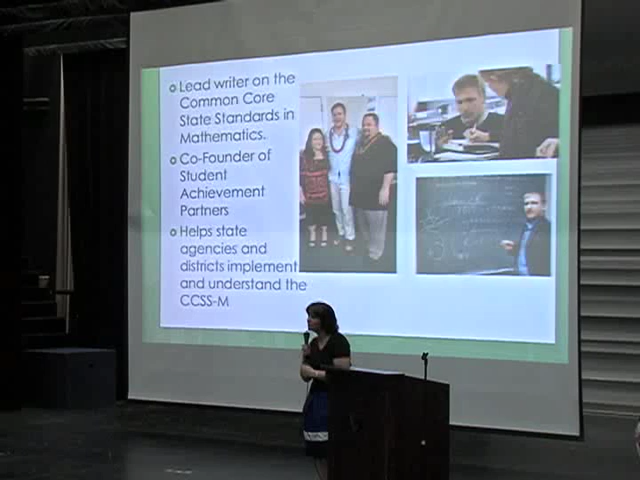 Lead writer on the
Common Core
State Standards in
Mathematics.
Co-Founder of
Student
Achievement
Partners
Helps state
agencies and
districts implement
and understand the
CCSS-M